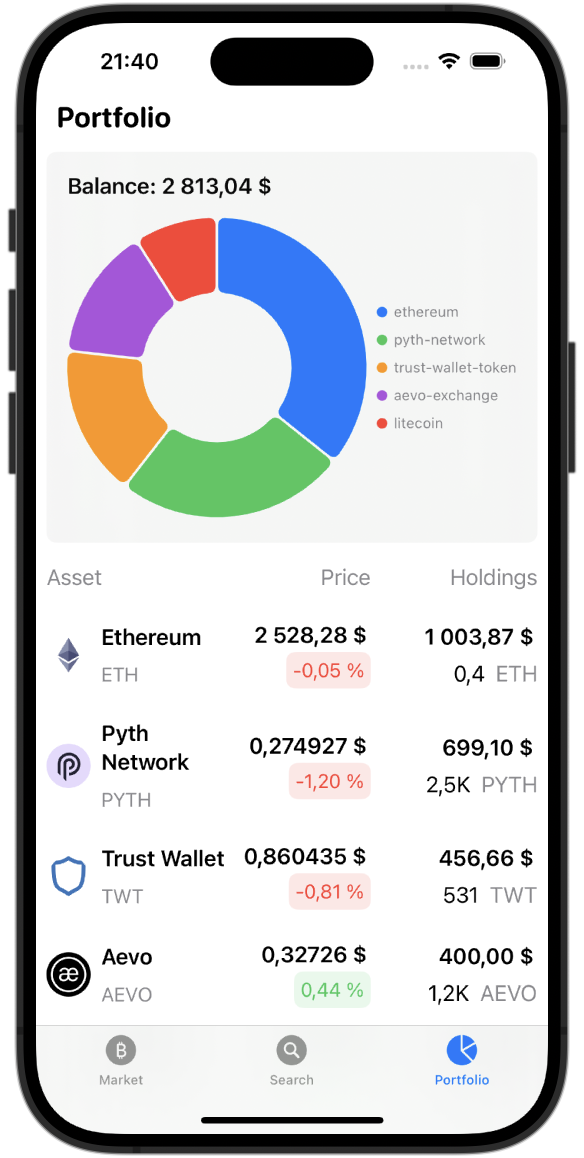 21:40
Portfolio
Balance: 2 813,04 $
ethereum
pyth-network
trust-wallet-token
aevo-exchange
litecoin
Asset Price Holdings
Ethereum 2 528,28 $ 1 003,87 $
ETH -0,05 % 0,4 ETH
Pyth
Network 0,274927 $ 699,10 $
PYTH -1,20 % 2,5K PYTH
Trust Wallet 0,860435 $ 456,66 $
TWT -0,81 % 531 TWT
Aevo 0,32726 $ 400,00 $
æ
AEVO 0,44 % 1,2K AEVO
Market Search Portfolio